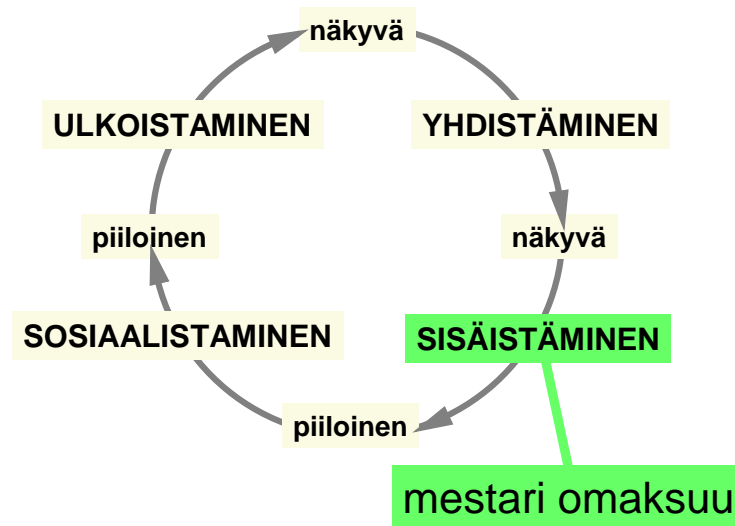 näkyvä
ULKOISTAMINEN
YHDISTÄMINEN
piiloinen
näkyvä
SOSIAALISTAMINEN
SISÄISTÄMINEN
piiloinen
mestari omaksuu